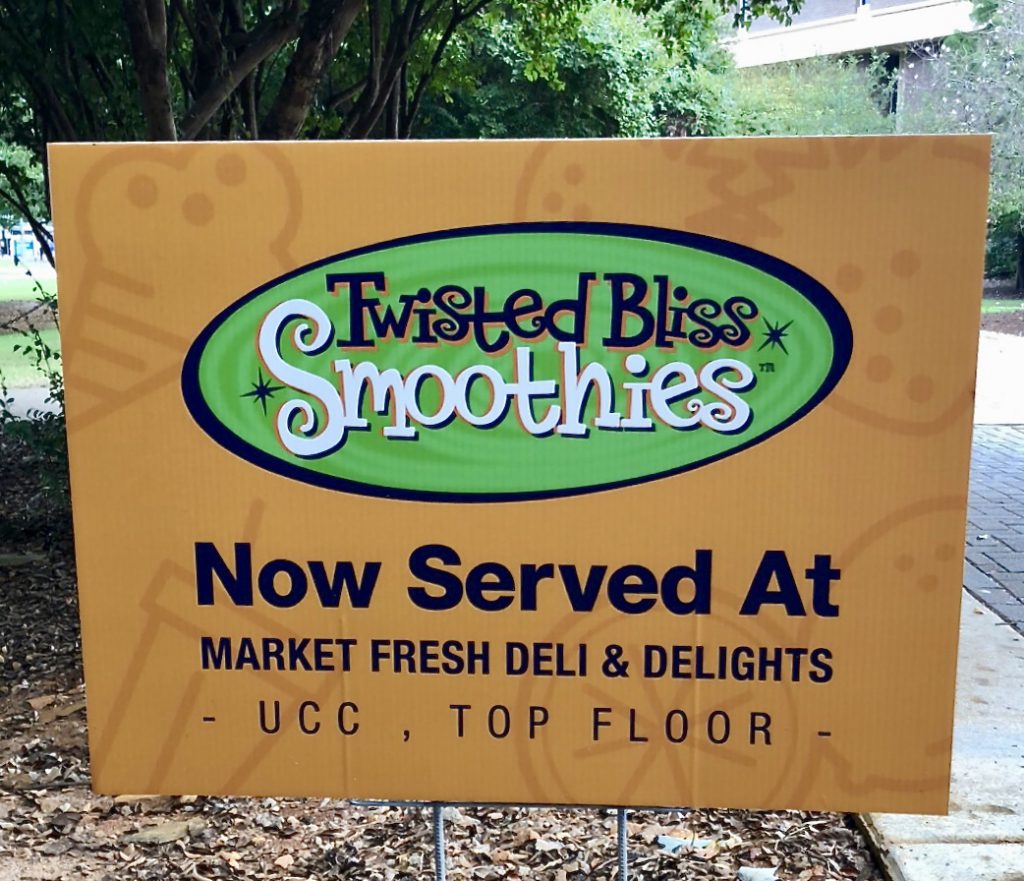 Twisted Bliss
Smoothies™
Now Served At
MARKET FRESH DELI & DELIGHTS
- UCC , TOP FLOOR -